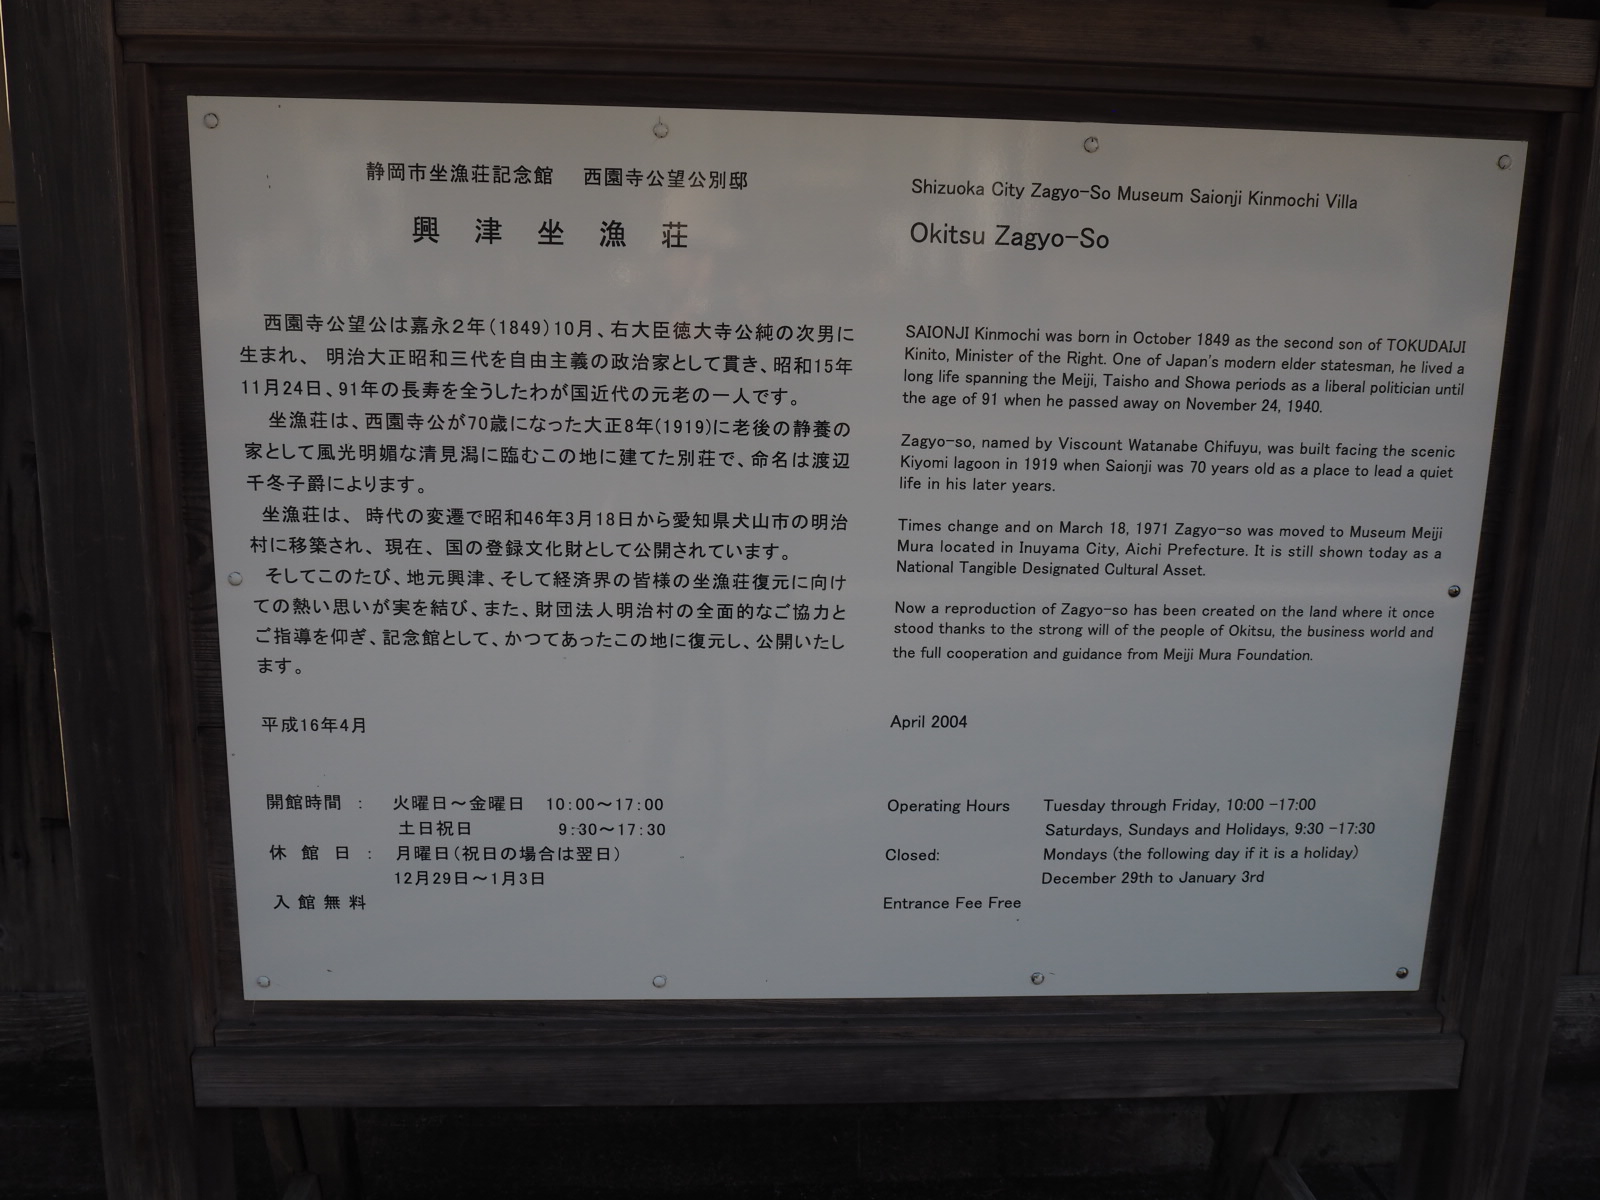 静岡市坐漁荘記念館　西園寺公望公別邸
興津坐漁荘
西園寺公望公は嘉永2年(1849)10月、右大臣徳大寺公純の次男に
生まれ、明治大正昭和三代を自由主義の政治家として貫き、昭和15年
11月24日、91年の長寿を全うしたわが国近代の元老の一人です。
坐漁荘は、西園寺公が70歳になった大正8年(1919)に老後の静養の
家として風光明媚な清見潟に臨むこの地に建てた別荘で、命名は渡辺
千冬子爵によります。
坐漁荘は、時代の変遷で昭和46年3月18日から愛知県犬山市の明治
村に移築され、現在、国の登録文化財として公開されています。
そしてこのたび、地元興津、そして経済界の皆様の坐漁荘復元に向け
ての熱い思いが実を結び、また、財団法人明治村の全面的なご協力と
ご指導を仰ぎ、記念館として、かつてあったこの地に復元し、公開いたし
ます。
平成16年4月
開館時間 ： 火曜日〜金曜日 10:00〜17:00
土日祝日 9:30〜17:30
休館日 ： 月曜日(祝日の場合は翌日)
12月29日〜1月3日
入館無料
Shizuoka City Zagyo-So Museum Saionji Kinmochi Villa
Okitsu Zagyo-So
SAIONJI Kinmochi was born in October 1849 as the second son of TOKUDAIJI
Kinito, Minister of the Right. One of Japan's modern elder statesman, he lived a
long life spanning the Meiji, Taisho and Showa periods as a liberal politician until
the age of 91 when he passed away on November 24, 1940.
Zagyo-so, named by Viscount Watanabe Chifuyu, was built facing the scenic
Kiyomi lagoon in 1919 when Saionji was 70 years old as a place to lead a quiet
life in his later years.
Times change and on March 18, 1971 Zagyo-so was moved to Museum Meiji
Mura located in Inuyama City, Aichi Prefecture. It is still shown today as a
National Tangible Designated Cultural Asset.
Now a reproduction of Zagyo-so has been created on the land where it once
stood thanks to the strong will of the people of Okitsu, the business world and
the full cooperation and guidance from Meiji Mura Foundation.
April 2004
Operating Hours Tuesday through Friday, 10:00 -17:00
Saturdays, Sundays and Holidays, 9:30 -17:30
Closed: Mondays (the following day if it is a holiday)
December 29th to January 3rd
Entrance Fee Free